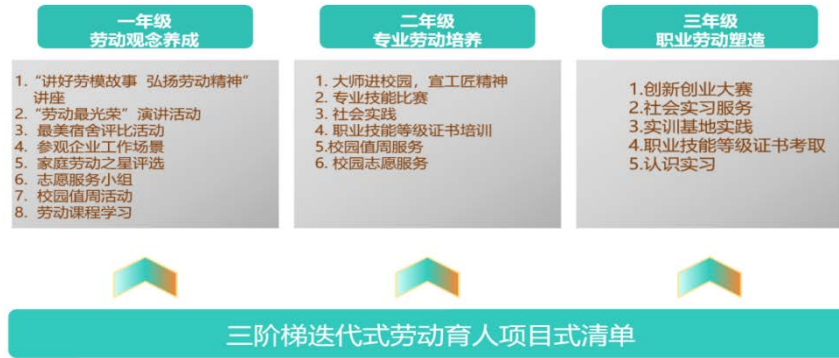 一年级
劳动观念养成
1. “讲好劳模故事 弘扬劳动精神”
讲座
2. “劳动最光荣”演讲活动
3. 最美宿舍评比活动
4. 参观企业工作场景
5. 家庭劳动之星评选
6. 志愿服务小组
7. 校园值周活动
8. 劳动课程学习
二年级
专业劳动培养
1. 大师进校园，宣工匠精神
2. 专业技能比赛
3. 社会实践
4. 职业技能等级证书培训
5.校园值周服务
6. 校园志愿服务
三年级
职业劳动塑造
1.创新创业大赛
2.社会实习服务
3.实训基地实践
4.职业技能等级证书考取
5.认识实习
三阶梯迭代式劳动育人项目式清单